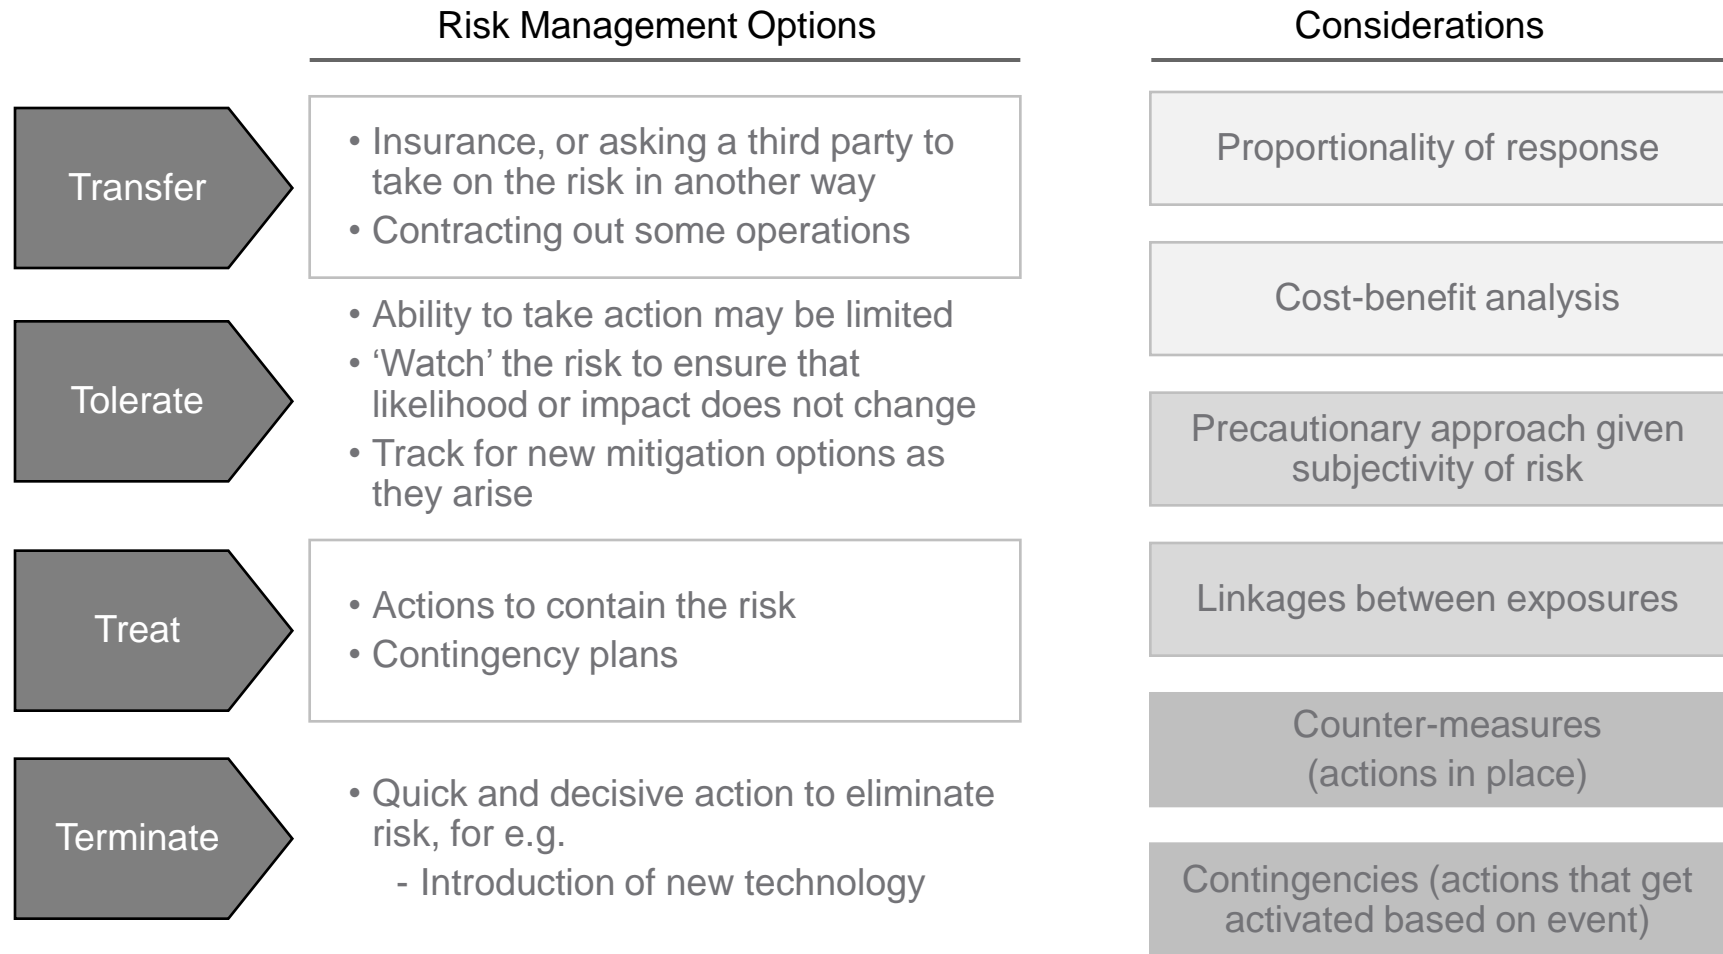 Risk Management Options
Considerations
Transfer
• Insurance, or asking a third party to
take on the risk in another way
• Contracting out some operations
Tolerate
• Ability to take action may be limited
• ‘Watch’ the risk to ensure that
likelihood or impact does not change
• Track for new mitigation options as
they arise
Treat
• Actions to contain the risk
• Contingency plans
Terminate
• Quick and decisive action to eliminate
risk, for e.g.
- Introduction of new technology
Proportionality of response
Cost-benefit analysis
Precautionary approach given
subjectivity of risk
Linkages between exposures
Counter-measures
(actions in place)
Contingencies (actions that get
activated based on event)